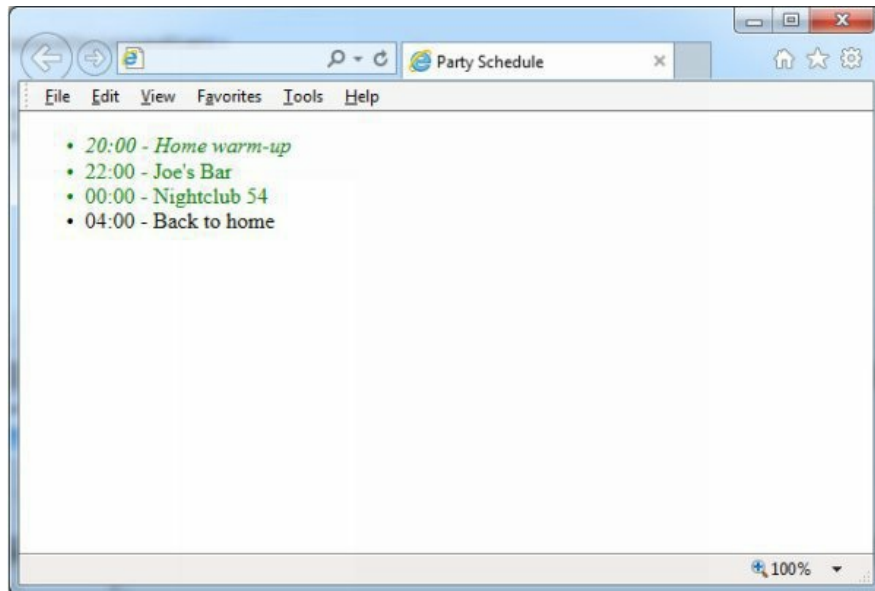 Party Schedule
File Edit View Favorites Tools Help
• 20:00 - Home warm-up
• 22:00 - Joe's Bar
• 00:00 - Nightclub 54
• 04:00 - Back to home
100%